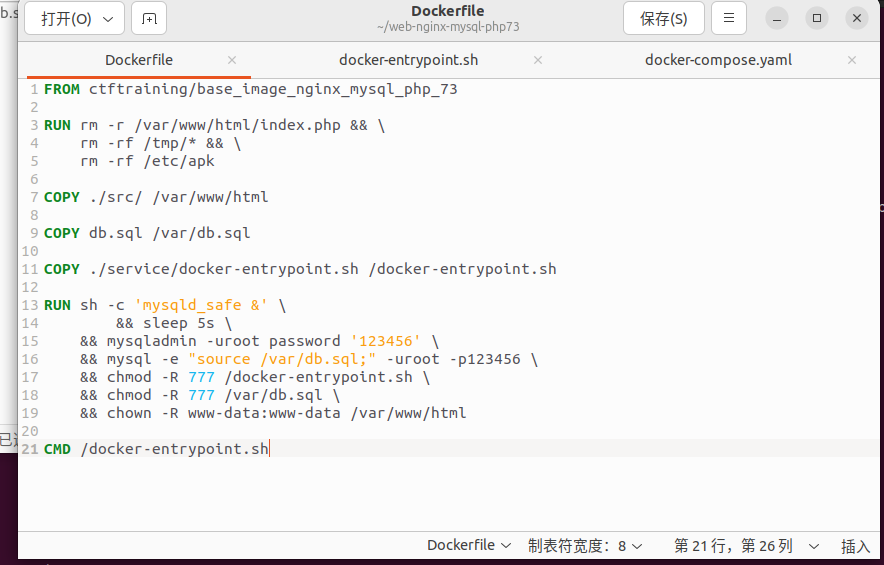 b.s
打开(O)
Dockerfile
~/web-nginx-mysql-php73
保存(S)
Dockerfile
docker-entrypoint.sh
docker-compose.yaml
1 FROM ctftraining/base_image_nginx_mysql_php_73
2
3 RUN rm -r /var/www/html/index.php && \
4     rm -rf /tmp/* && \
5     rm -rf /etc/apk
6
7 COPY ./src/ /var/www/html
8
9 COPY db.sql /var/db.sql
10
11 COPY ./service/docker-entrypoint.sh /docker-entrypoint.sh
12
13 RUN sh -c 'mysqld_safe &' \
14         && sleep 5s \
15     && mysqladmin -uroot password '123456' \
16     && mysql -e "source /var/db.sql;" -uroot -p123456 \
17     && chmod -R 777 /docker-entrypoint.sh \
18     && chmod -R 777 /var/db.sql \
19     && chown -R www-data:www-data /var/www/html
20
21 CMD /docker-entrypoint.sh
Dockerfile 制表符宽度：8 第 21 行，第 26 列 插入